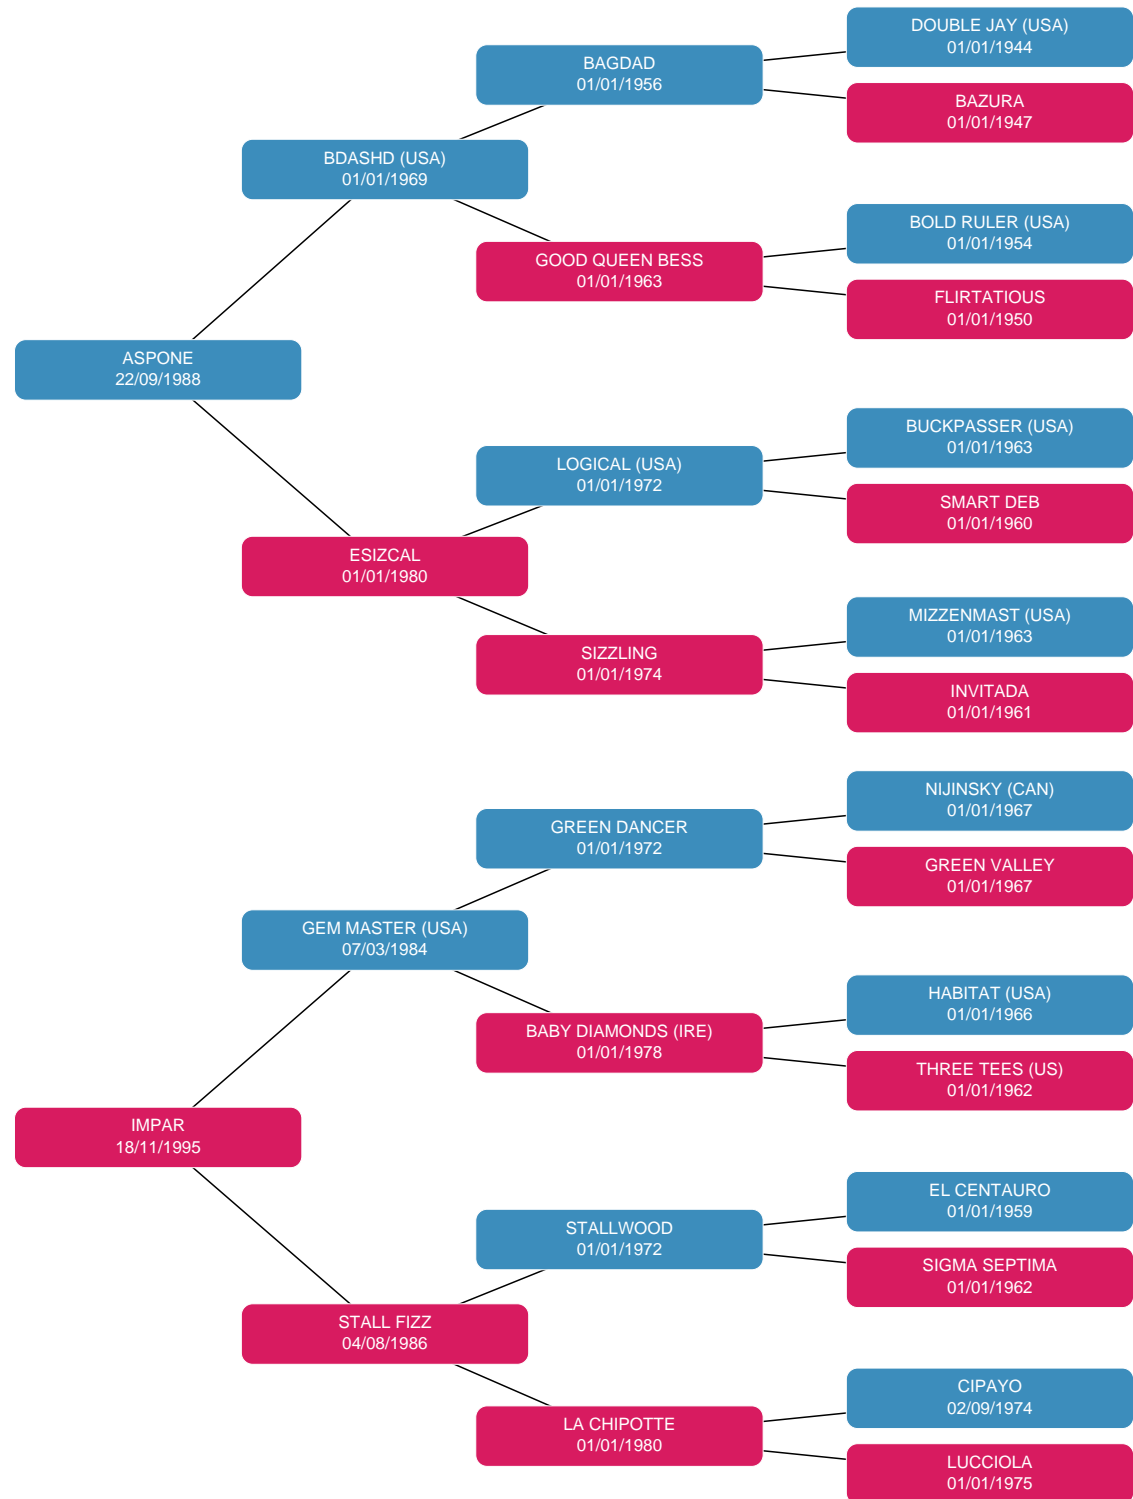 DOUBLE JAY (USA)
01/01/1944
BAGDAD
01/01/1956
BAZURA
01/01/1947
BDASHD (USA)
01/01/1969
BOLD RULER (USA)
01/01/1954
GOOD QUEEN BESS
01/01/1963
FLIRTATIOUS
01/01/1950
ASPONE
22/09/1988
BUCKPASSER (USA)
01/01/1963
LOGICAL (USA)
01/01/1972
SMART DEB
01/01/1960
ESIZCAL
01/01/1980
MIZZENMAST (USA)
01/01/1963
SIZZLING
01/01/1974
INVITADA
01/01/1961
NIJINSKY (CAN)
01/01/1967
GREEN DANCER
01/01/1972
GREEN VALLEY
01/01/1967
GEM MASTER (USA)
07/03/1984
HABITAT (USA)
01/01/1966
BABY DIAMONDS (IRE)
01/01/1978
THREE TEES (US)
01/01/1962
IMPAR
18/11/1995
EL CENTAURO
01/01/1959
STALLWOOD
01/01/1972
SIGMA SEPTIMA
01/01/1962
STALL FIZZ
04/08/1986
CIPAYO
02/09/1974
LA CHIPOTTE
01/01/1980
LUCCIOLA
01/01/1975